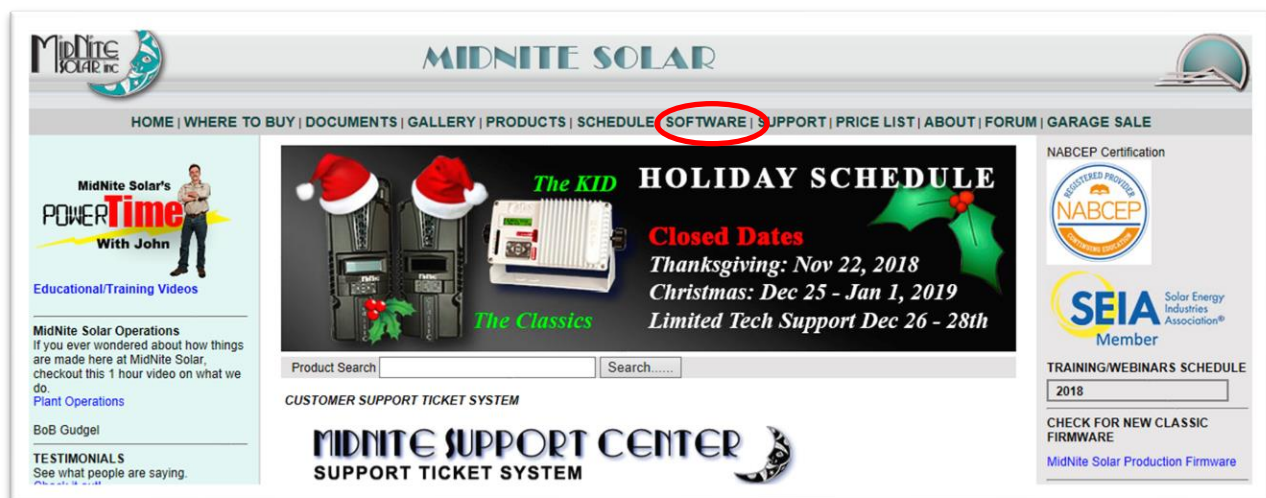 MIDNITE SOLAR INC
MIDNITE SOLAR
HOME | WHERE TO BUY | DOCUMENTS | GALLERY | PRODUCTS | SCHEDULE | SOFTWARE | SUPPORT | PRICE LIST | ABOUT | FORUM | GARAGE SALE
MidNite Solar's
POWERTIME
With John
Educational/Training Videos
MidNite Solar Operations
If you ever wondered about how things
are made here at MidNite Solar,
checkout this 1 hour video on what we
do.
Plant Operations
BoB Gudgel
TESTIMONIALS
See what people are saying.
Check it out!
The KID
The Classics
HOLIDAY SCHEDULE
Closed Dates
Thanksgiving: Nov 22, 2018
Christmas: Dec 25 - Jan 1, 2019
Limited Tech Support Dec 26 - 28th
Product Search
Search......
CUSTOMER SUPPORT TICKET SYSTEM
MIDNITE SUPPORT CENTER
SUPPORT TICKET SYSTEM
NABCEP Certification
REGISTERED PROVIDER
NABCEP
CONTINUING EDUCATION
SEIA
Solar Energy
Industries
Association®
Member
TRAINING/WEBINARS SCHEDULE
2018
CHECK FOR NEW CLASSIC
FIRMWARE
MidNite Solar Production Firmware